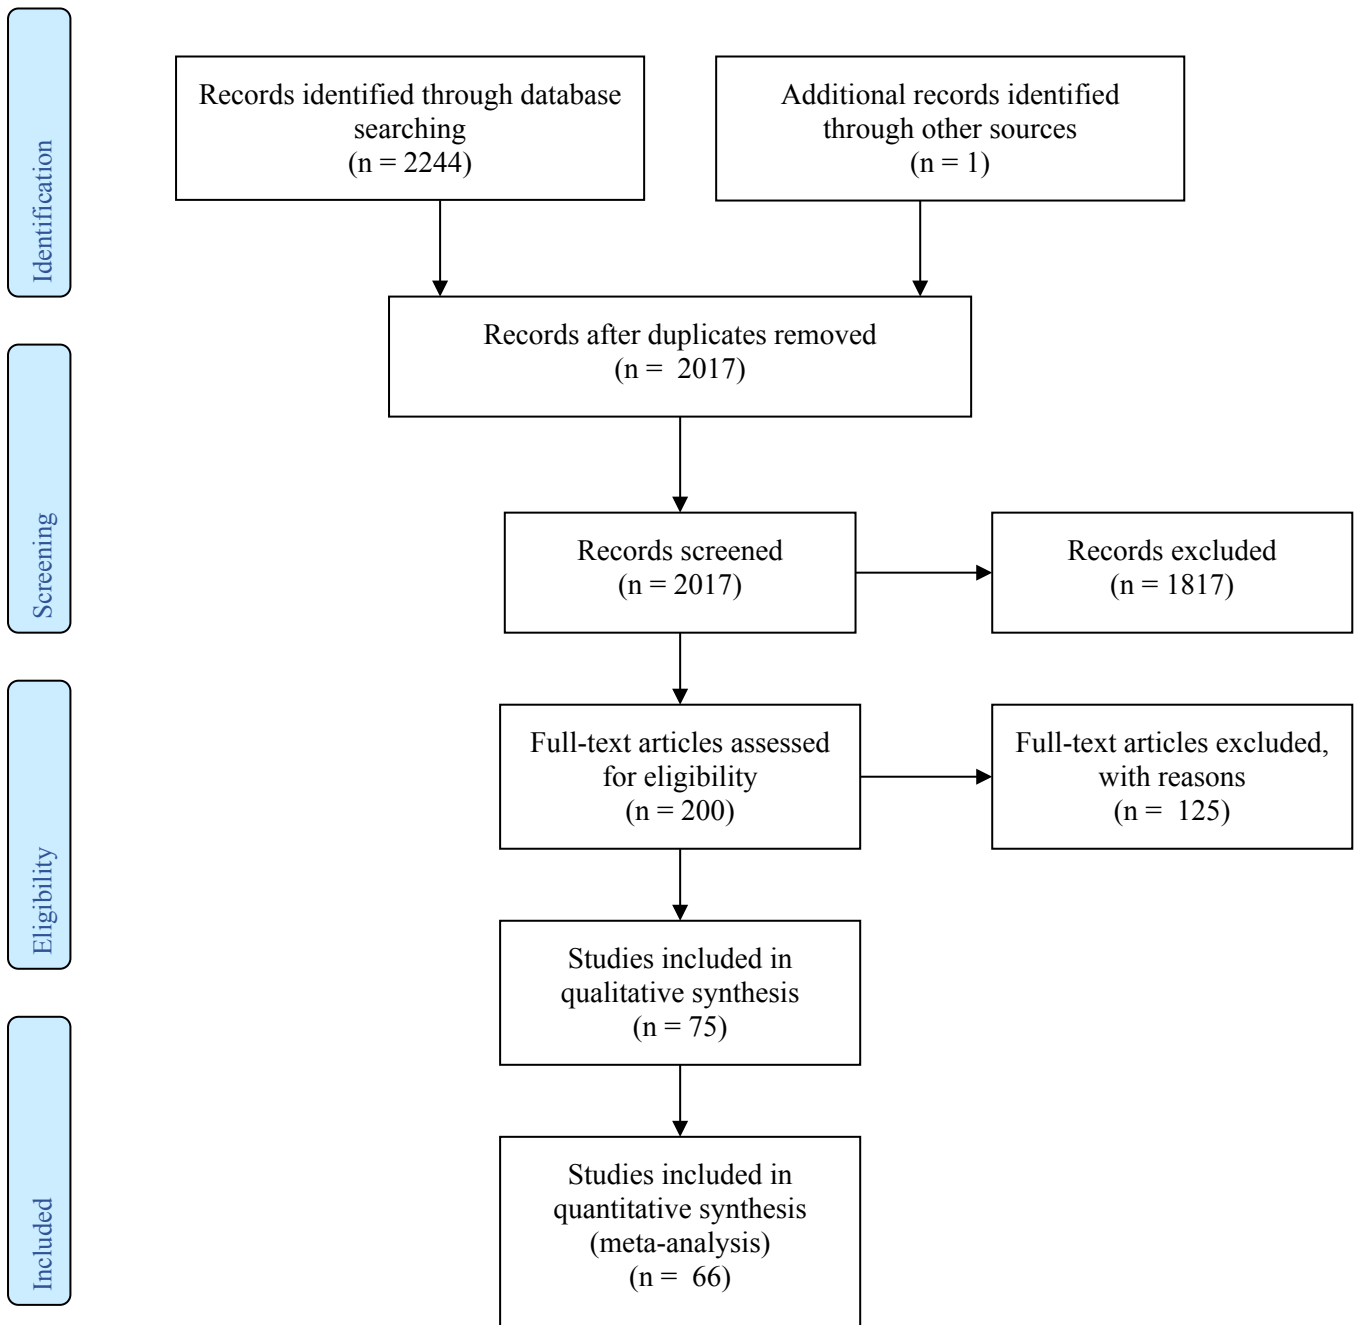 Identification
Records identified through database
searching
(n = 2244)
Additional records identified
through other sources
(n = 1)
Records after duplicates removed
(n = 2017)
Screening
Records screened
(n = 2017)
Records excluded
(n = 1817)
Eligibility
Full-text articles assessed
for eligibility
(n = 200)
Full-text articles excluded,
with reasons
(n = 125)
Studies included in
qualitative synthesis
(n = 75)
Included
Studies included in
quantitative synthesis
(meta-analysis)
(n = 66)